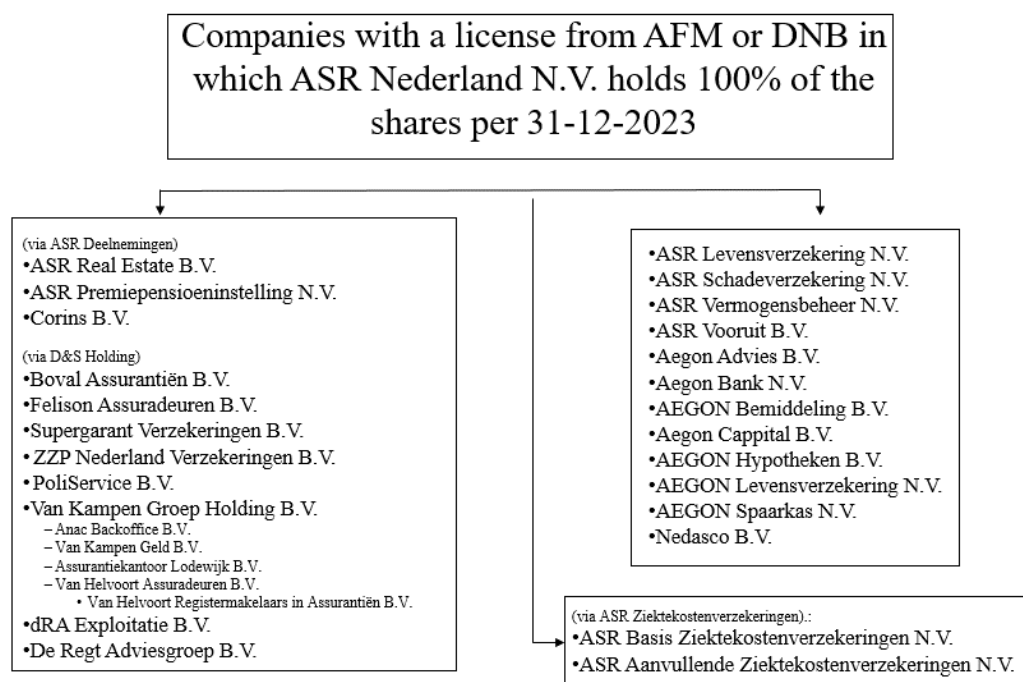 Companies with a license from AFM or DNB in
which ASR Nederland N.V. holds 100% of the
shares per 31-12-2023
(via ASR Deelnemingen)
•ASR Real Estate B.V.
•ASR Premiepensioeninstelling N.V.
•Corins B.V.
(via D&S Holding)
•Boval Assurantiën B.V.
•Felison Assuradeuren B.V.
•Supergarant Verzekeringen B.V.
•ZZP Nederland Verzekeringen B.V.
•PoliService B.V.
•Van Kampen Groep Holding B.V.
– Anac Backoffice B.V.
– Van Kampen Geld B.V.
– Assurantiekantoor Lodewijk B.V.
– Van Helvoort Assuradeuren B.V.
• Van Helvoort Registermakelaars in Assurantiën B.V.
•dRA Exploitatie B.V.
•De Regt Adviesgroep B.V.
•ASR Levensverzekering N.V.
•ASR Schadeverzekering N.V.
•ASR Vermogensbeheer N.V.
•ASR Vooruit B.V.
•Aegon Advies B.V.
•Aegon Bank N.V.
•AEGON Bemiddeling B.V.
•Aegon Cappital B.V.
•AEGON Hypotheken B.V.
•AEGON Levensverzekering N.V.
•AEGON Spaarkas N.V.
•Nedasco B.V.
(via ASR Ziektekostenverzekeringen).:
•ASR Basis Ziektekostenverzekeringen N.V.
•ASR Aanvullende Ziektekostenverzekeringen N.V.